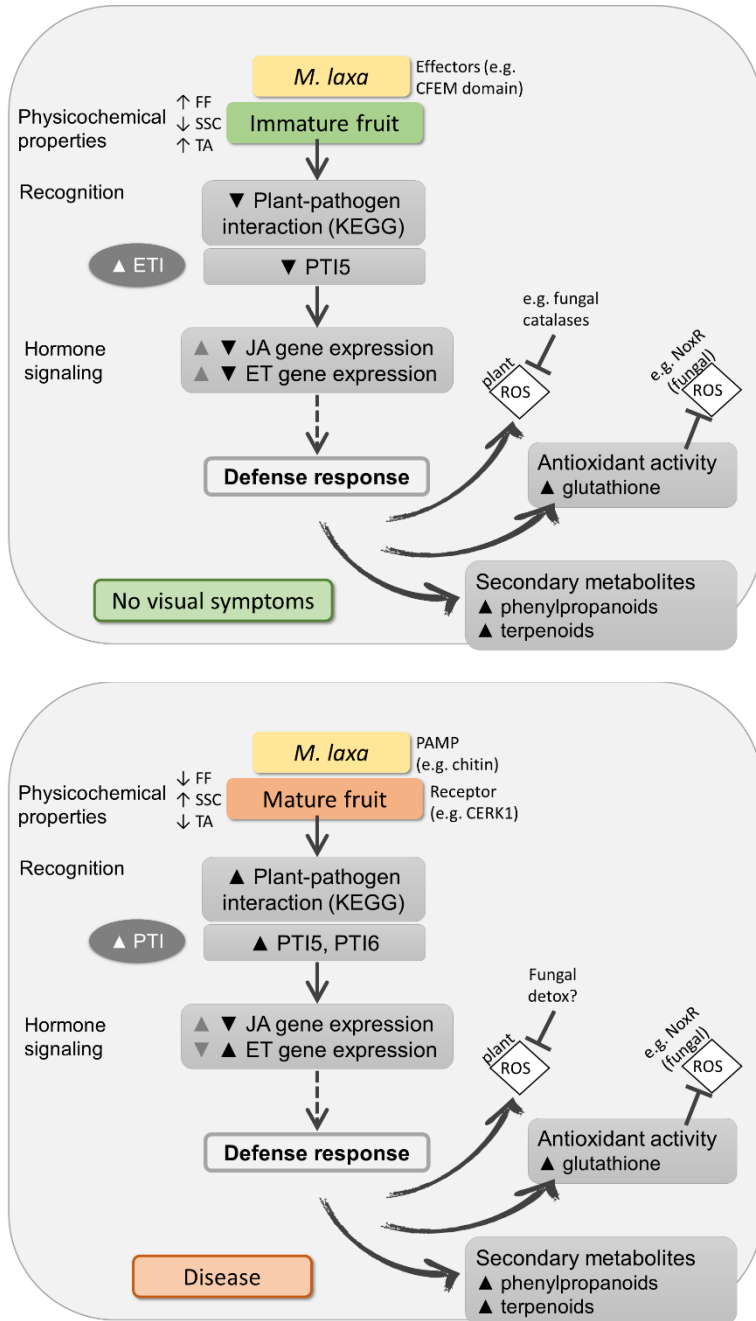 M. laxa
Effectors (e.g.
CFEM domain)
Physicochemical
properties
↑ FF
↓ SSC
↑ TA
Immature fruit
Recognition
▼ Plant-pathogen
interaction (KEGG)
▲ ETI
▼ PTI5
Hormone
signaling
▲ ▼ JA gene expression
▲ ▼ ET gene expression
e.g. fungal
catalases
plant
ROS
e.g. NoxR
(fungal)
ROS
Defense response
Antioxidant activity
▲ glutathione
No visual symptoms
Secondary metabolites
▲ phenylpropanoids
▲ terpenoids
M. laxa
PAMP
(e.g. chitin)
Physicochemical
properties
↓ FF
↑ SSC
↓ TA
Mature fruit
Receptor
(e.g. CERK1)
Recognition
▲ Plant-pathogen
interaction (KEGG)
▲ PTI
▲ PTI5, PTI6
Hormone
signaling
▲ ▼ JA gene expression
▼ ▲ ET gene expression
Fungal
detox?
plant
ROS
e.g. NoxR
(fungal)
ROS
Defense response
Antioxidant activity
▲ glutathione
Disease
Secondary metabolites
▲ phenylpropanoids
▲ terpenoids